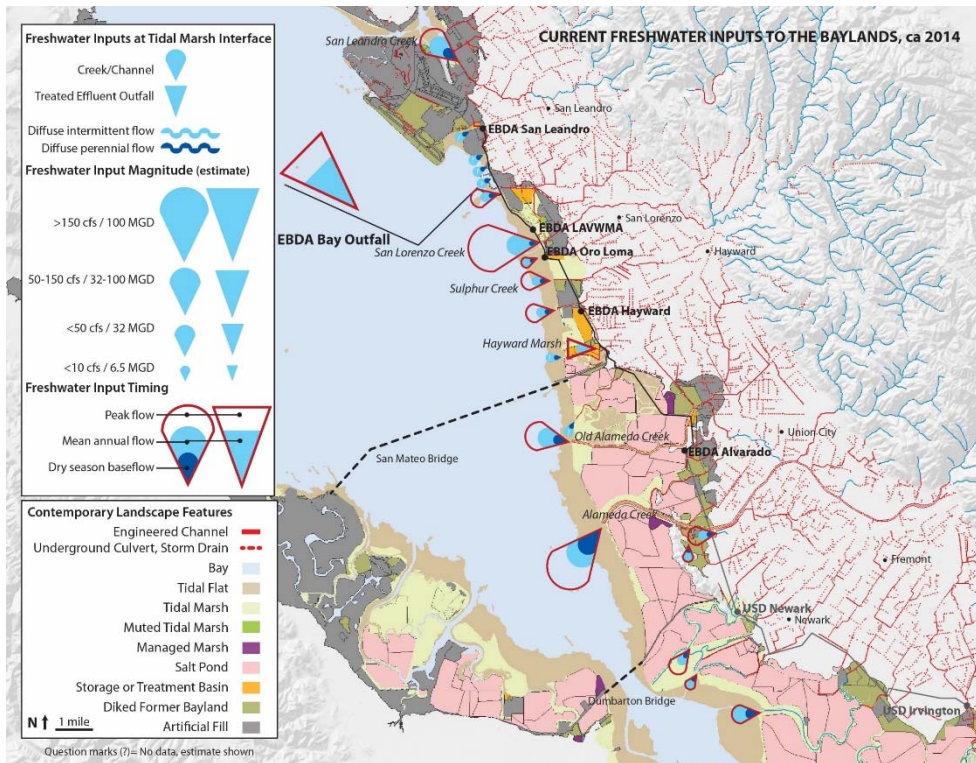 CURRENT FRESHWATER INPUTS TO THE BAYLANDS, ca 2014
Freshwater Inputs at Tidal Marsh Interface
Creek/Channel
Treated Effluent Outfall
Diffuse intermittent flow
Diffuse perennial flow
Freshwater Input Magnitude (estimate)
>150 cfs / 100 MGD
50-150 cfs / 32-100 MGD
<50 cfs / 32 MGD
<10 cfs / 6.5 MGD
Freshwater Input Timing
Peak flow
Mean annual flow
Dry season baseflow
Contemporary Landscape Features
Engineered Channel
Underground Culvert, Storm Drain
Bay
Tidal Flat
Tidal Marsh
Muted Tidal Marsh
Managed Marsh
Salt Pond
Storage or Treatment Basin
Diked Former Bayland
Artificial Fill
N
1 mile
Question marks (?)= No data, estimate shown
San Leandro Creek
San Leandro
EBDA San Leandro
EBDA Bay Outfall
San Lorenzo
EBDA LAVWMA
San Lorenzo Creek
EBDA Oro Loma
Hayward
Sulphur Creek
EBDA Hayward
Hayward Marsh
Union City
Old Alameda Creek
EBDA Alvarado
San Mateo Bridge
Alameda Creek
Fremont
USD Newark
Newark
Dumbarton Bridge
USD Irvington